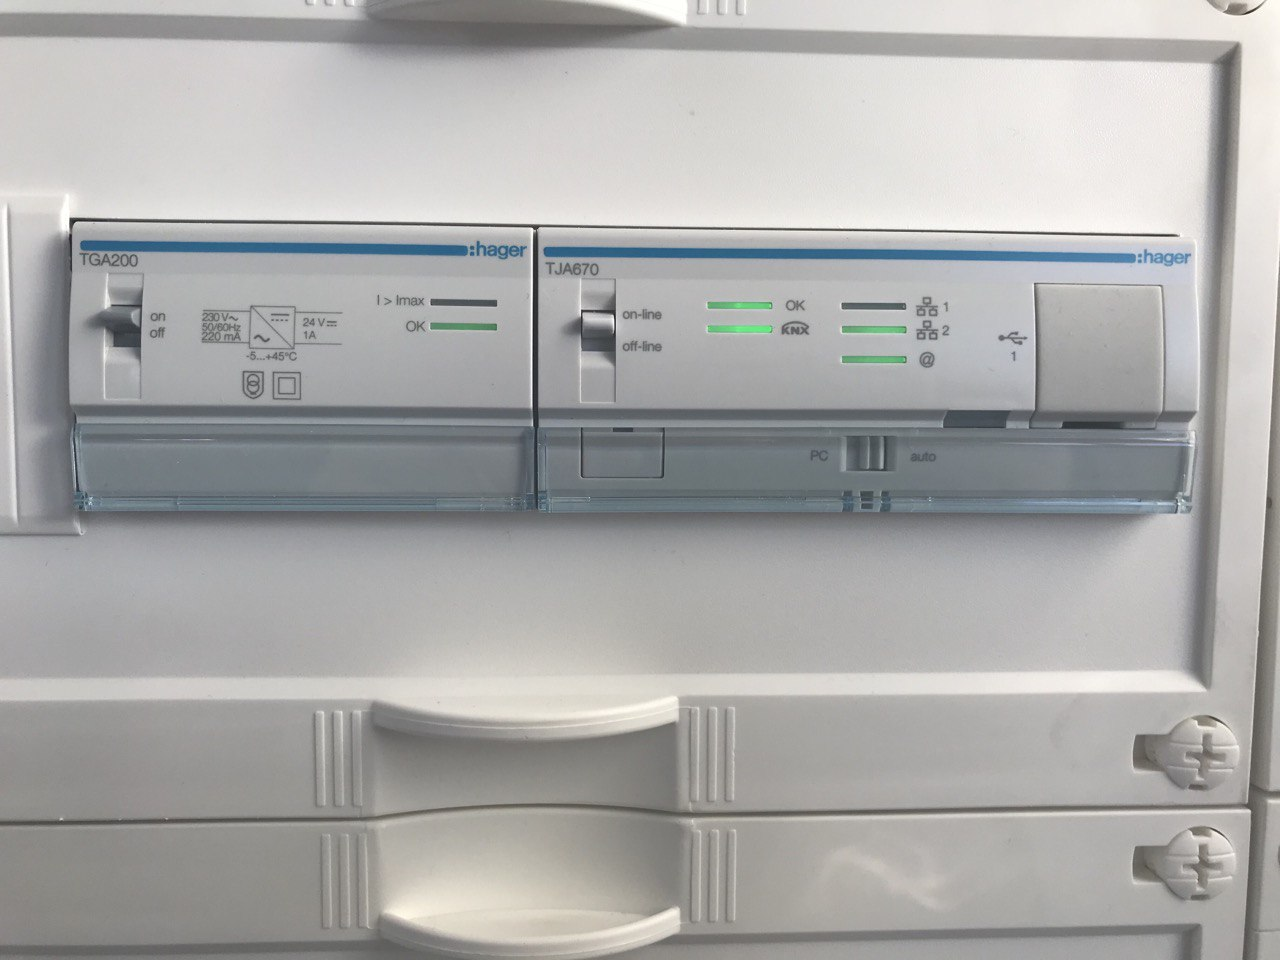 :hager
TGA200
on
off
230 V~
50/60Hz
220 mA
24 V⎓
1A
-5...+45°C
I > Imax
OK
:hager
TJA670
on-line
off-line
OK
KNX
1
2
@
1
PC
auto